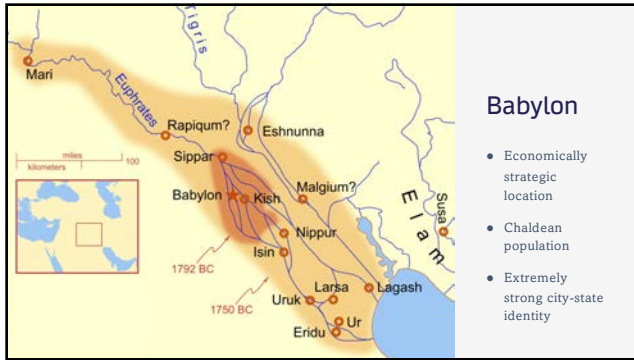 Tigris
Mari
Euphrates
Rapiqum?
Eshnunna
Sippar
miles
100
kilometers
Babylon
Kish
Malgium?
Elam
Susa
Nippur
1792 BC
Isin
1750 BC
Uruk
Larsa
Lagash
Ur
Eridu
Babylon
● Economically
strategic
location
● Chaldean
population
● Extremely
strong city-state
identity